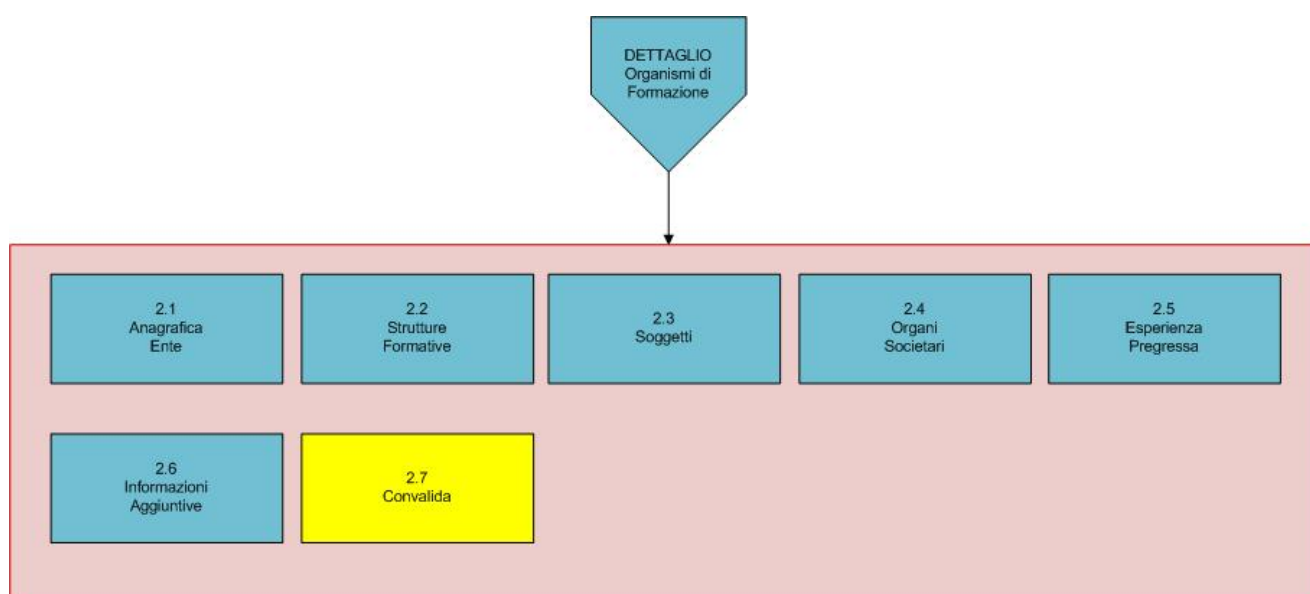 DETTAGLIO
Organismi di
Formazione
2.1
Anagrafica
Ente
2.2
Strutture
Formative
2.3
Soggetti
2.4
Organi
Societari
2.5
Esperienza
Pregressa
2.6
Informazioni
Aggiuntive
2.7
Convalida